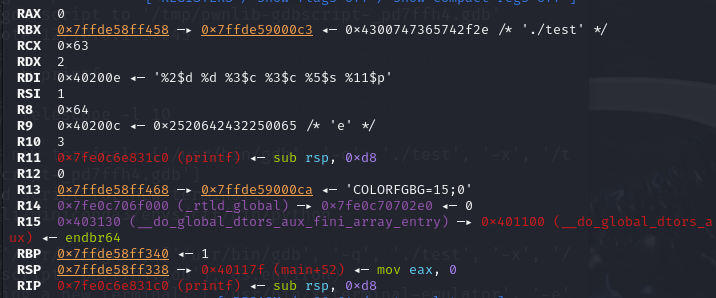 [ REGISTERS / show-flags off / show-compact-regs off ]
RAX 0
RBX 0x7ffde58ff458 —▸ 0x7ffde59000c3 ◂— 0x4300747365742f2e /* './test' */
RCX 0x63
RDX 2
RDI 0x40200e ◂— '%2$d %d %3$c %3$c %5$s %11$p'
RSI 1
R8 0x64
R9 0x40200c ◂— 0x2520642432250065 /* 'e' */
R10 3
R11 0x7fe0c6e831c0 (printf) ◂— sub rsp, 0xd8
R12 0
R13 0x7ffde58ff468 —▸ 0x7ffde59000ca ◂— 'COLORFGBG=15;0'
R14 0x7fe0c706f000 (_rtld_global) —▸ 0x7fe0c70702e0 ◂— 0
R15 0x403130 (__do_global_dtors_aux_fini_array_entry) —▸ 0x401100 (__do_global_dtors_a
ux) ◂— endbr64
RBP 0x7ffde58ff340 ◂— 1
RSP 0x7ffde58ff338 —▸ 0x40117f (main+52) ◂— mov eax, 0
RIP 0x7fe0c6e831c0 (printf) ◂— sub rsp, 0xd8